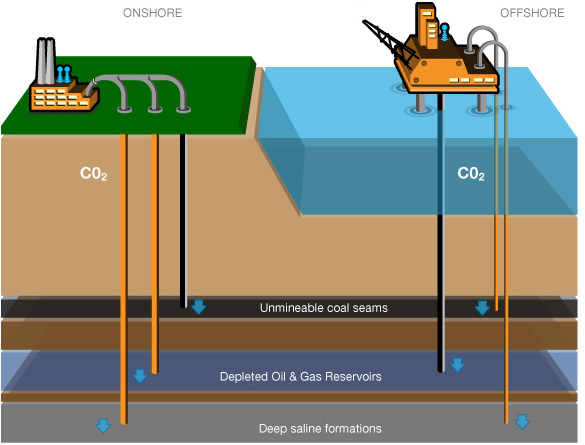 ONSHORE
OFFSHORE
C0₂
C0₂
Unmineable coal seams
Depleted Oil & Gas Reservoirs
Deep saline formations